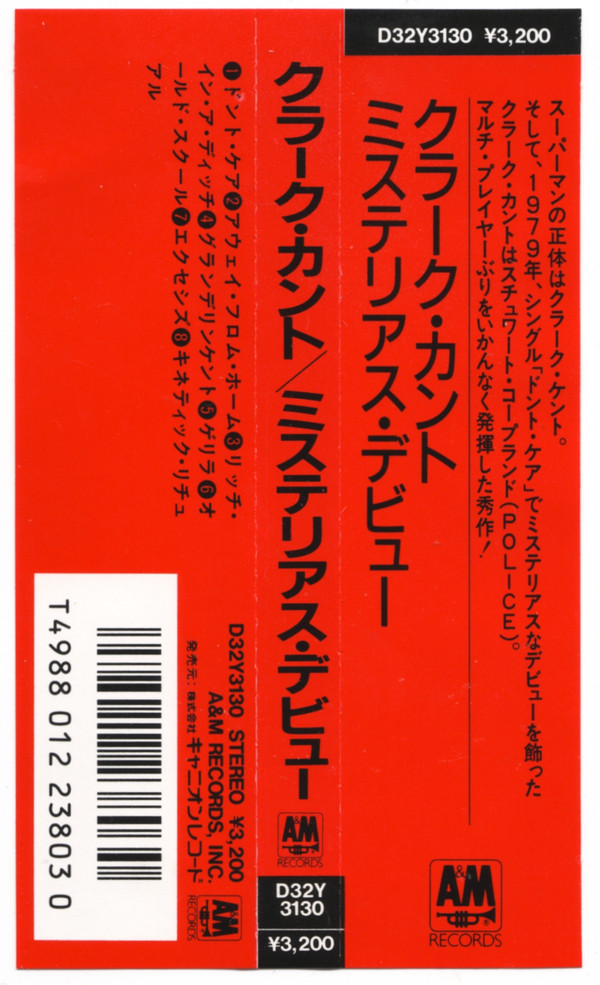 D32Y3130 ¥3,200
スーパーマンの正体はクラーク・ケント。
そして、1979年、シングル「ドント・ケア」でミステリアスなデビューを飾った
クラーク・カントはスチュワート・コープランド(POLICE)。
マルチ・プレイヤーぶりをいかんなく発揮した秀作!
クラーク・カント
ミステリアス・デビュー
A&M
RECORDS
クラーク・カント/ミステリアス・デビュー
A&M
RECORDS
D32Y
3130
¥3,200
❶ドント・ケア❷アウェイ・フロム・ホーム❸リッチ・
イン・ア・ディッチ❹グランデリンケント❺ゲリラ❻オ
ールド・スクール❼エクセシズ❽キネティック・リチュ
アル
D32Y3130 STEREO ¥3,200
A&M RECORDS, INC.
発売元:株式会社キャニオンレコード
A&M
RECORDS
T4988 012 23803 0